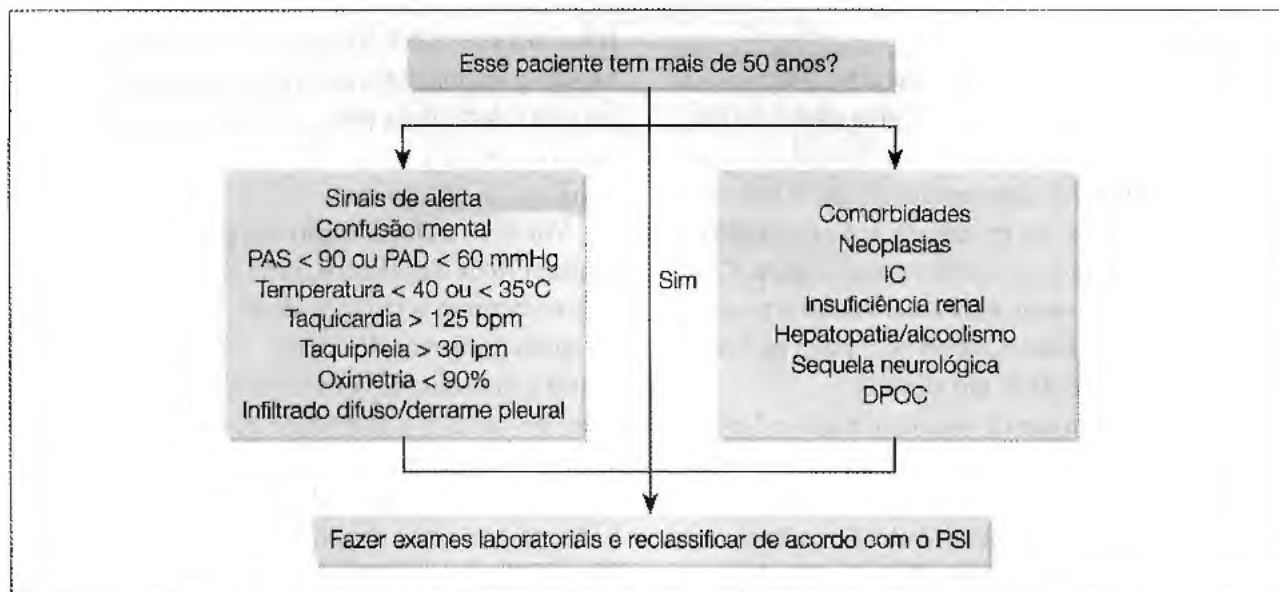 Esse paciente tem mais de 50 anos?
Sinais de alerta
Confusão mental
PAS < 90 ou PAD < 60 mmHg
Temperatura < 40 ou < 35°C
Taquicardia > 125 bpm
Taquipneia > 30 ipm
Oximetria < 90%
Infiltrado difuso/derrame pleural
Sim
Comorbidades
Neoplasias
IC
Insuficiência renal
Hepatopatia/alcoolismo
Sequela neurológica
DPOC
Fazer exames laboratoriais e reclassificar de acordo com o PSI